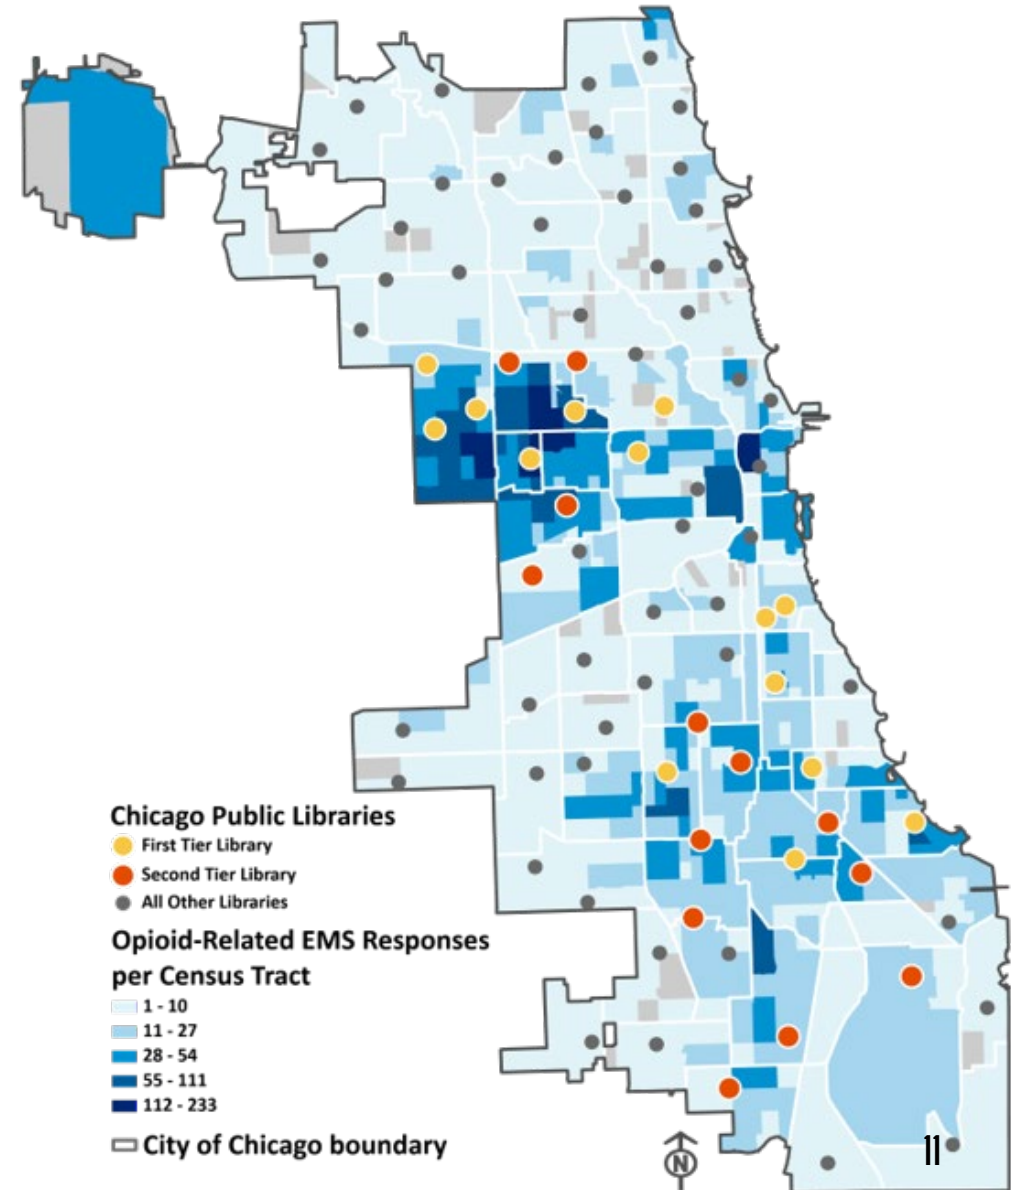 Chicago Public Libraries
First Tier Library
Second Tier Library
All Other Libraries
Opioid-Related EMS Responses
per Census Tract
1 - 10
11 - 27
28 - 54
55 - 111
112 - 233
City of Chicago boundary
N
11